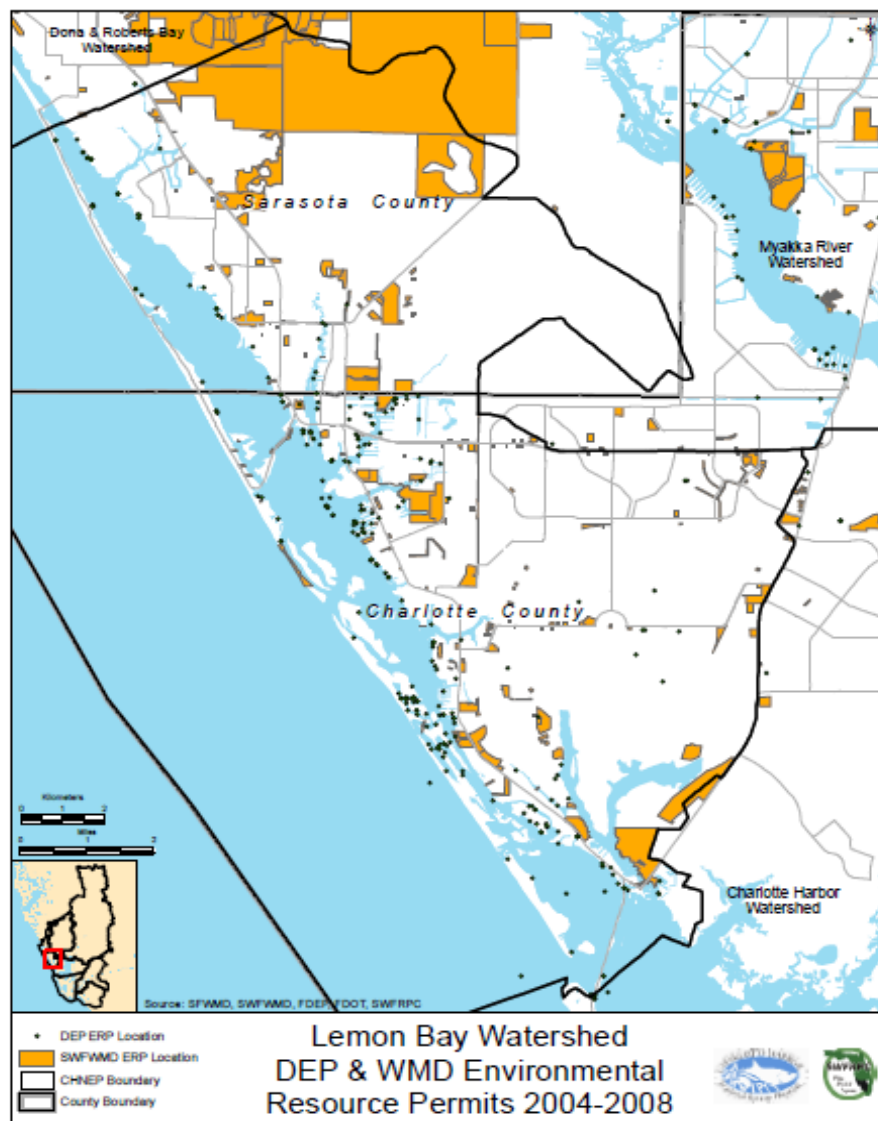 Dona & Roberts Bay
Watershed
Sarasota County
Myakka River
Watershed
Charlotte County
Kilometers
0 1 2
Miles
0 1 2
Charlotte Harbor
Watershed
Source: SFWMD, SWFWMD, FDEP, FDOT, SWFRPC
DEP ERP Location
SWFWMD ERP Location
CHNEP Boundary
County Boundary
Lemon Bay Watershed
DEP & WMD Environmental
Resource Permits 2004-2008